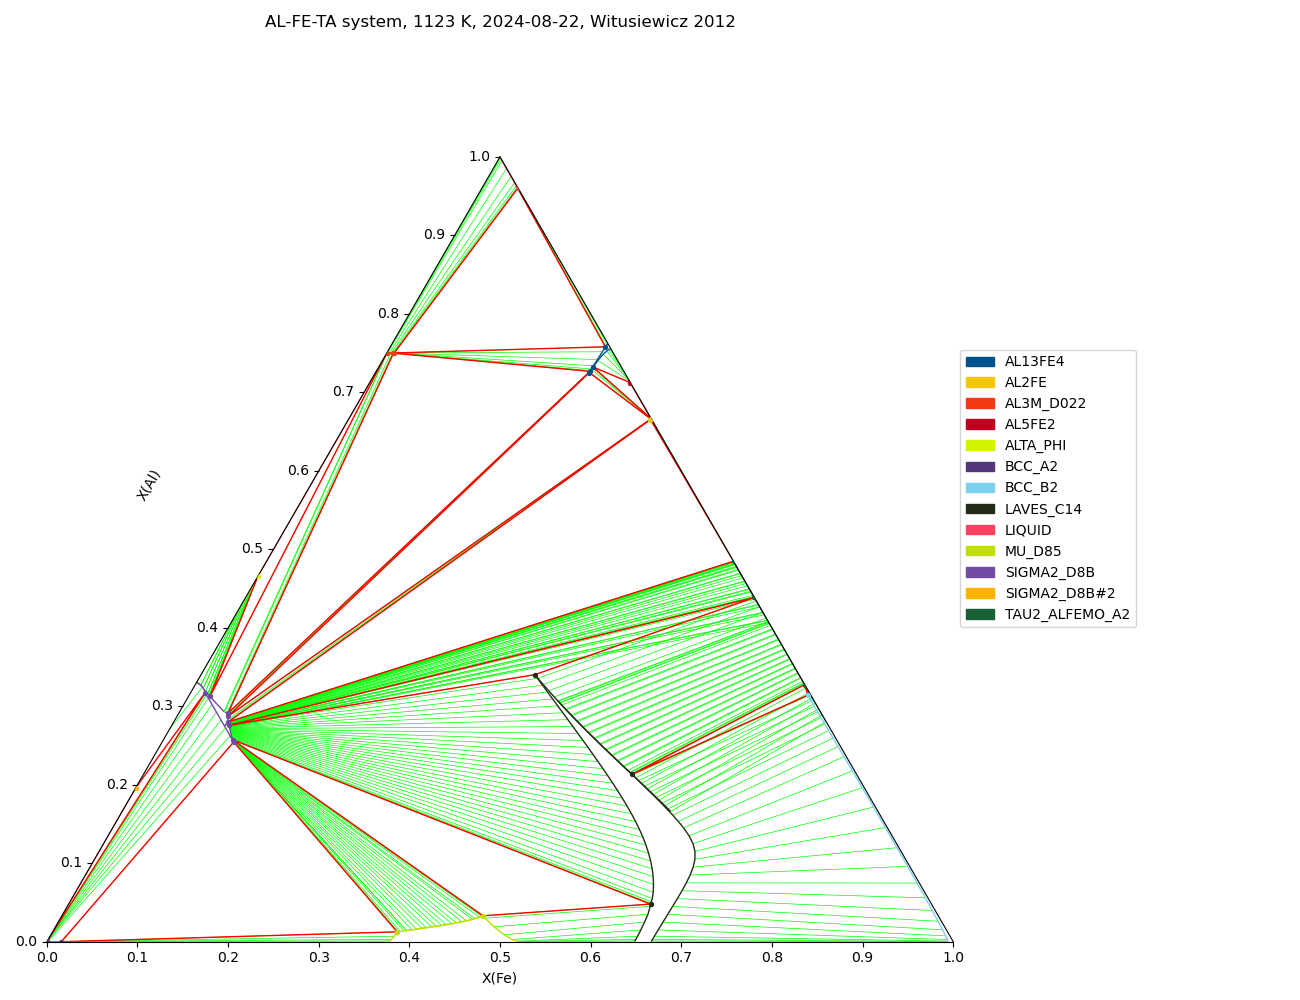 AL-FE-TA system, 1123 K, 2024-08-22, Witusiewicz 2012
1.0
0.9
0.8
0.7
0.6
0.5
0.4
0.3
0.2
0.1
0.0
X(Al)
0.0 0.1 0.2 0.3 0.4 0.5 0.6 0.7 0.8 0.9 1.0
X(Fe)
AL13FE4
AL2FE
AL3M_D022
AL5FE2
ALTA_PHI
BCC_A2
BCC_B2
LAVES_C14
LIQUID
MU_D85
SIGMA2_D8B
SIGMA2_D8B#2
TAU2_ALFEMO_A2